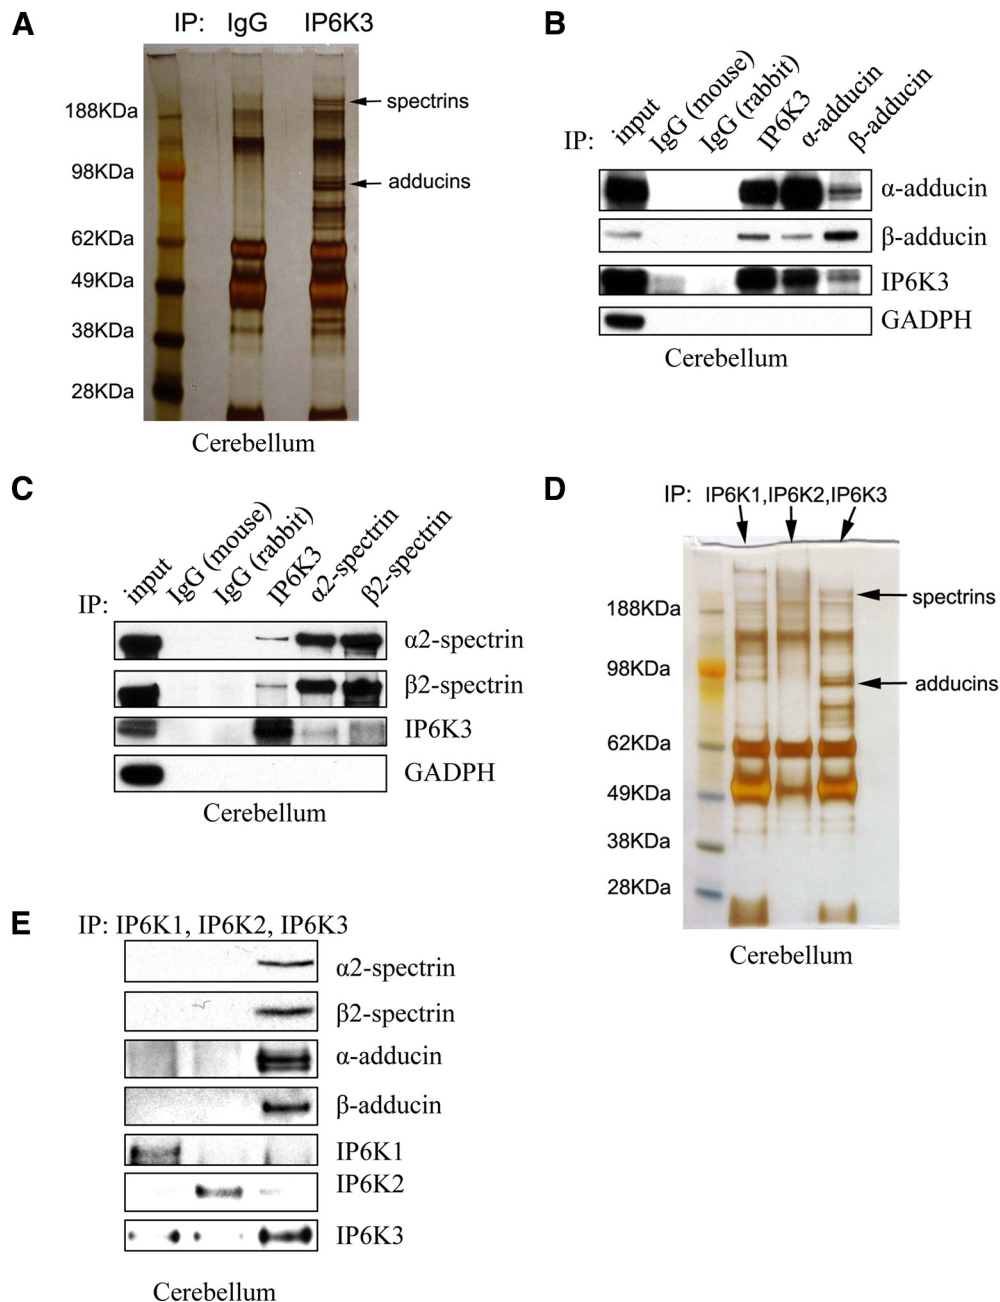 A
IP: IgG IP6K3
188KDa
98KDa
62KDa
49KDa
38KDa
28KDa
spectrins
adducins
Cerebellum
B
IP:
input
IgG (mouse)
IgG (rabbit)
IP6K3
α-adducin
β-adducin
α-adducin
β-adducin
IP6K3
GADPH
Cerebellum
C
IP:
input
IgG (mouse)
IgG (rabbit)
IP6K3
α2-spectrin
β2-spectrin
α2-spectrin
β2-spectrin
IP6K3
GADPH
Cerebellum
D
IP: IP6K1,IP6K2,IP6K3
188KDa
98KDa
62KDa
49KDa
38KDa
28KDa
spectrins
adducins
Cerebellum
E
IP: IP6K1, IP6K2, IP6K3
α2-spectrin
β2-spectrin
α-adducin
β-adducin
IP6K1
IP6K2
IP6K3
Cerebellum